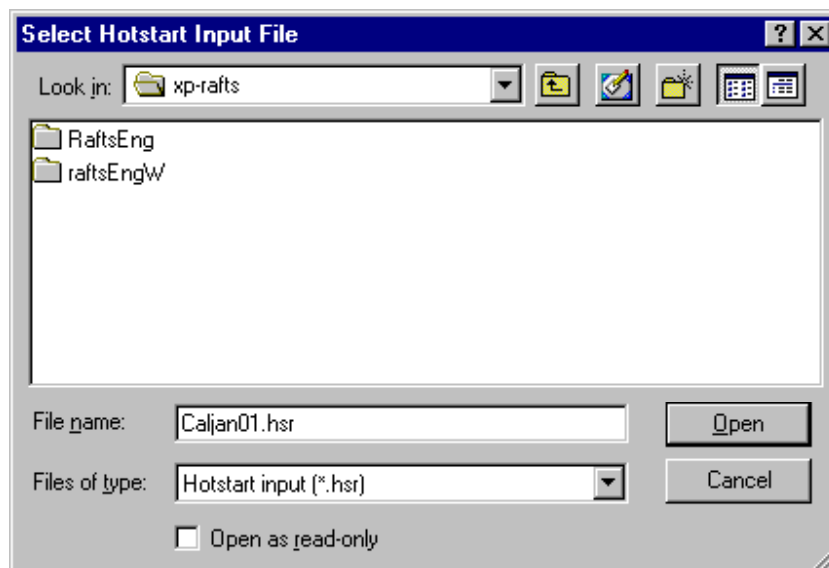 Select Hotstart Input File
Look in: xp-rafts
RaftsEng
raftsEngW
File name: Caljan01.hsr Open
Files of type: Hotstart input (*.hsr) Cancel
Open as read-only